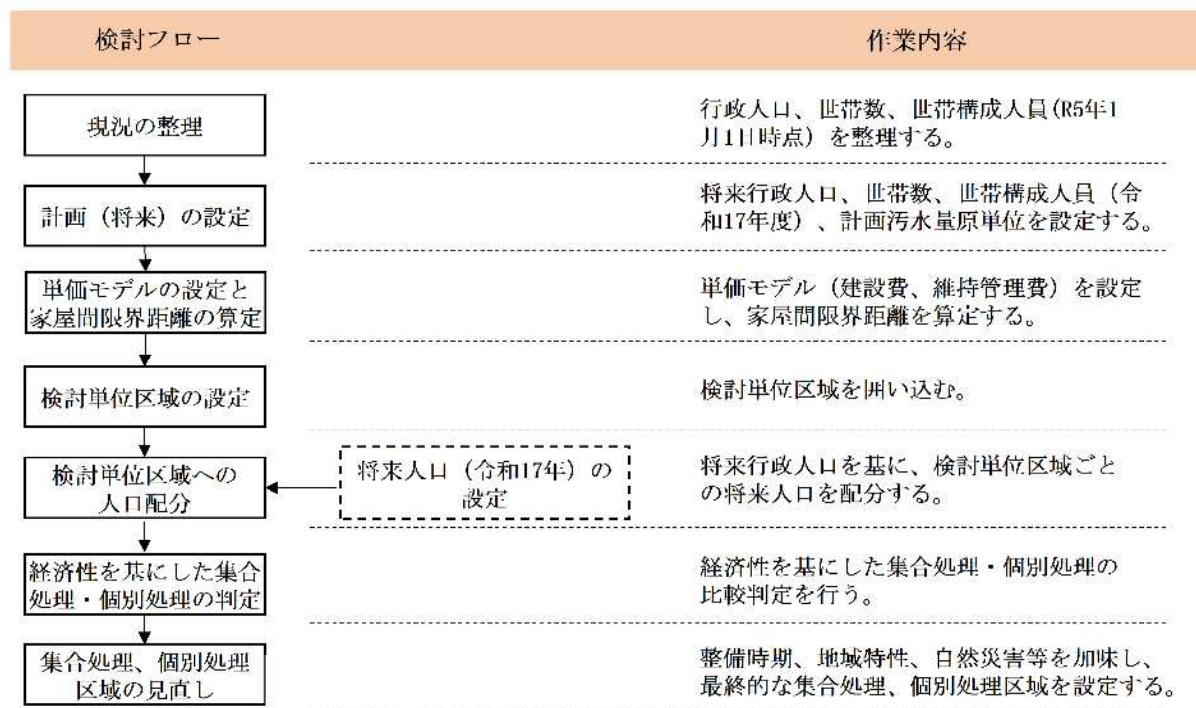 検討フロー
作業内容
現況の整理
行政人口、世帯数、世帯構成人員(R5年1
月1日時点)を整理する。
計画（将来）の設定
将来行政人口、世帯数、世帯構成人員（令
和17年度）、計画汚水量原単位を設定する。
単価モデルの設定と
家屋間限界距離の算定
単価モデル（建設費、維持管理費）を設定
し、家屋間限界距離を算定する。
検討単位区域の設定
検討単位区域を囲い込む。
検討単位区域への
人口配分
将来人口（令和17年）の
設定
将来行政人口を基に、検討単位区域ごと
の将来人口を配分する。
経済性を基にした集合
処理・個別処理の判定
経済性を基にした集合処理・個別処理の
比較判定を行う。
集合処理、個別処理
区域の見直し
整備時期、地域特性、自然災害等を加味し、
最終的な集合処理、個別処理区域を設定する。